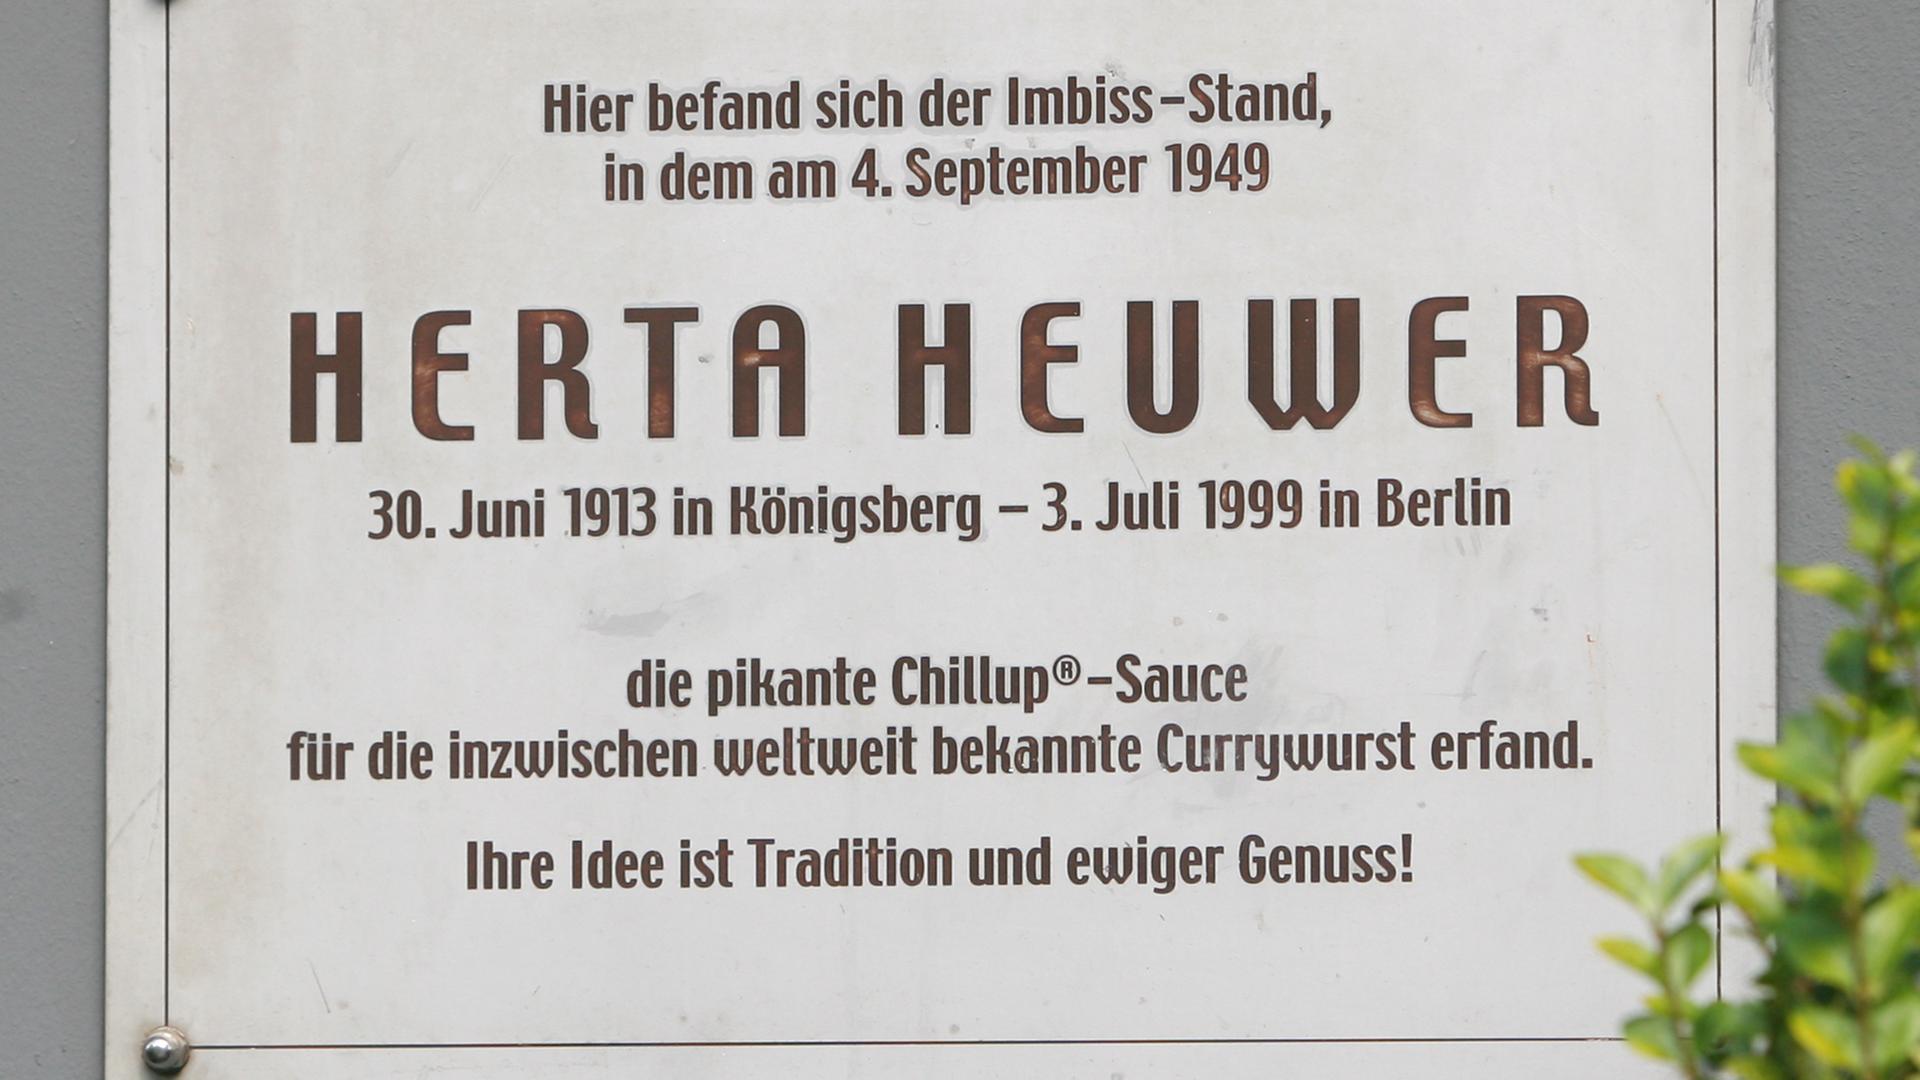 Hier befand sich der Imbiss-Stand,
in dem am 4. September 1949
HERTA HEUWER
30. Juni 1913 in Königsberg – 3. Juli 1999 in Berlin
die pikante Chillup®-Sauce
für die inzwischen weltweit bekannte Currywurst erfand.
Ihre Idee ist Tradition und ewiger Genuss!